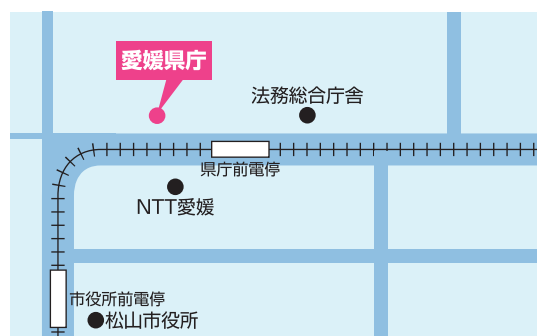 愛媛県庁
法務総合庁舎
県庁前電停
NTT愛媛
市役所前電停
松山市役所